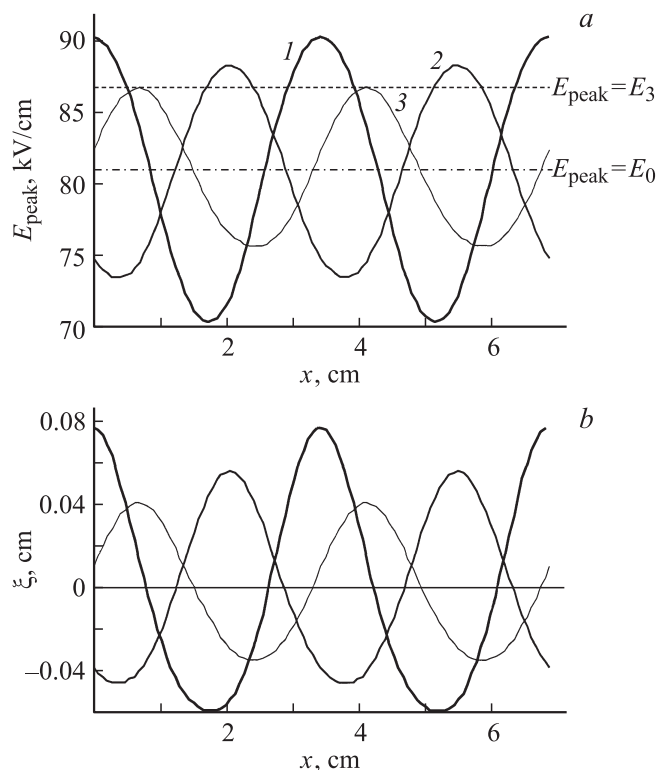 a
90
1
2
E_peak = E_3
85
3
E_peak, kV/cm
E_peak = E_0
80
75
70
2
4
6
x, cm
b
0.08
0.04
ξ, cm
0
–0.04
2
4
6
x, cm